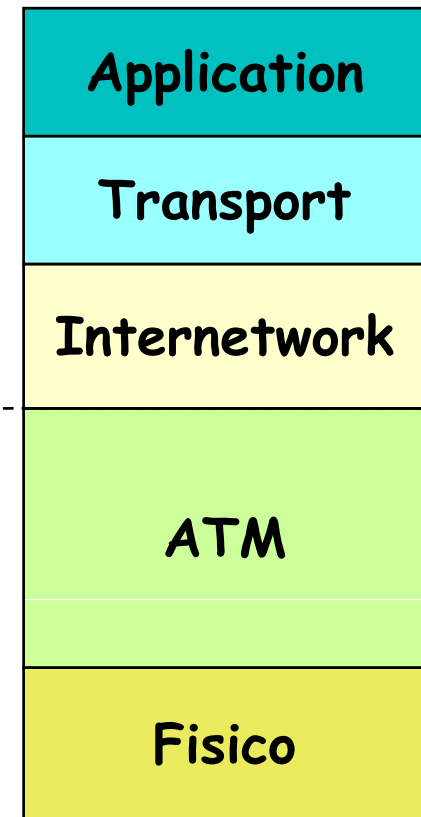 Application
Transport
Internetwork
ATM
Fisico